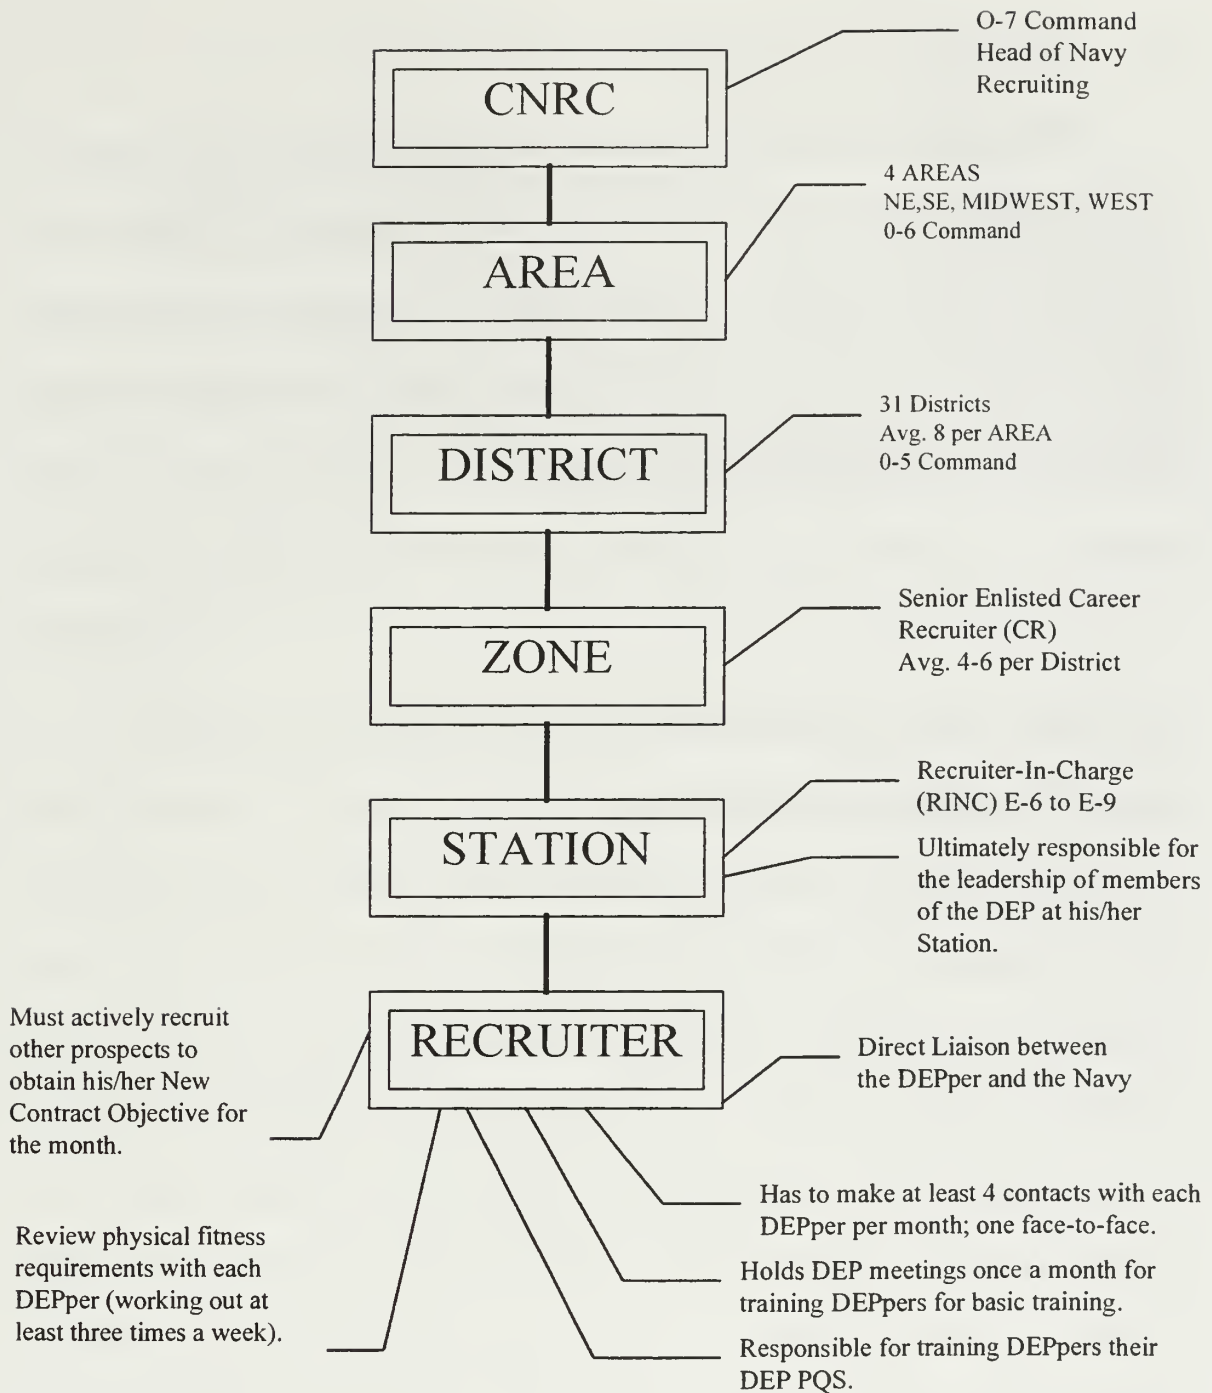 O-7 Command
Head of Navy
Recruiting
CNRC
4 AREAS
NE,SE, MIDWEST, WEST
0-6 Command
AREA
31 Districts
Avg. 8 per AREA
0-5 Command
DISTRICT
Senior Enlisted Career
Recruiter (CR)
Avg. 4-6 per District
ZONE
Recruiter-In-Charge
(RINC) E-6 to E-9
STATION
Ultimately responsible for
the leadership of members
of the DEP at his/her
Station.
Must actively recruit
other prospects to
obtain his/her New
Contract Objective for
the month.
RECRUITER
Direct Liaison between
the DEPper and the Navy
Has to make at least 4 contacts with each
DEPper per month; one face-to-face.
Review physical fitness
requirements with each
DEPper (working out at
least three times a week).
Holds DEP meetings once a month for
training DEPpers for basic training.
Responsible for training DEPpers their
DEP PQS.